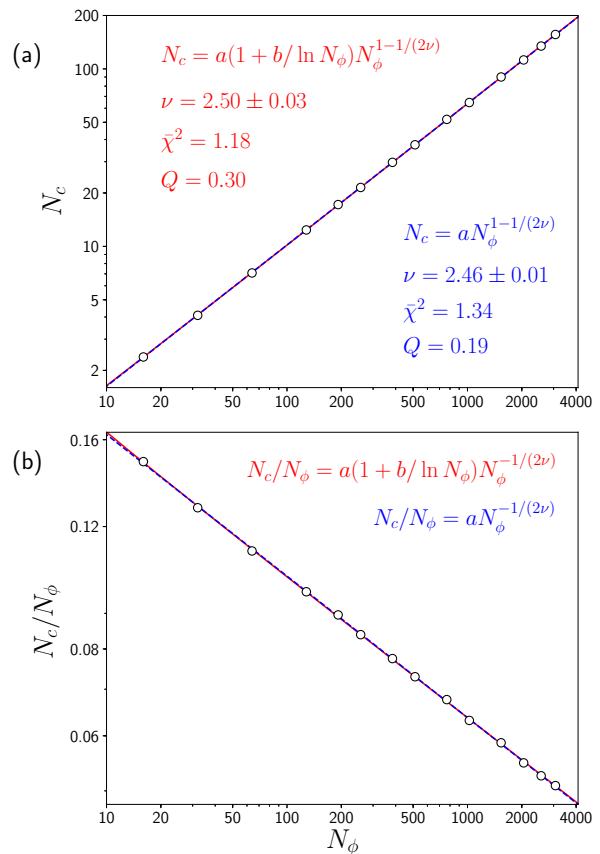 (a)
N_c = a(1 + b/ ln N_ϕ)N_ϕ^{1−1/(2ν)}
ν = 2.50 ± 0.03
χ̄² = 1.18
Q = 0.30
N_c = aN_ϕ^{1−1/(2ν)}
ν = 2.46 ± 0.01
χ̄² = 1.34
Q = 0.19
N_c
200
100
50
20
10
5
2
10 20 50 100 200 500 1000 2000 4000
(b)
N_c/N_ϕ = a(1 + b/ ln N_ϕ)N_ϕ^{−1/(2ν)}
N_c/N_ϕ = aN_ϕ^{−1/(2ν)}
N_c/N_ϕ
0.16
0.12
0.08
0.06
10 20 50 100 200 500 1000 2000 4000
N_ϕ